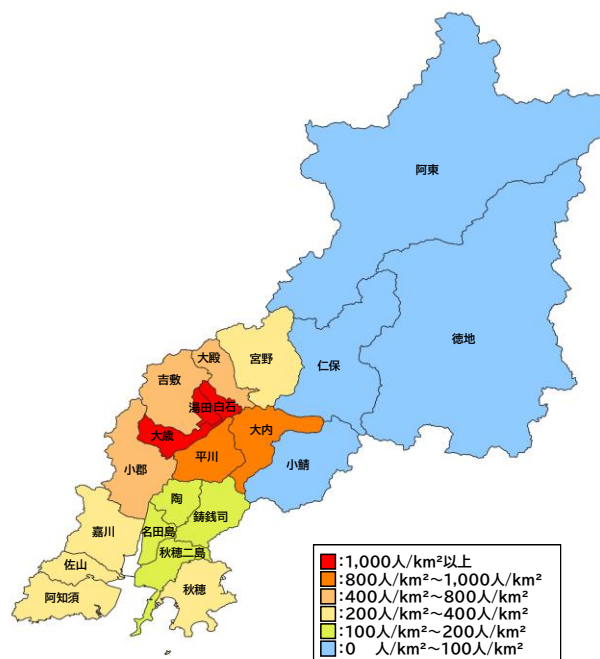 阿東
徳地
仁保
宮野
大殿
吉敷
湯田
白石
大歳
大内
平川
小鯖
小郡
陶
鋳銭司
名田島
嘉川
秋穂二島
佐山
阿知須
秋穂
:1,000人/km²以上
:800人/km²～1,000人/km²
:400人/km²～800人/km²
:200人/km²～400人/km²
:100人/km²～200人/km²
:0 人/km²～100人/km²